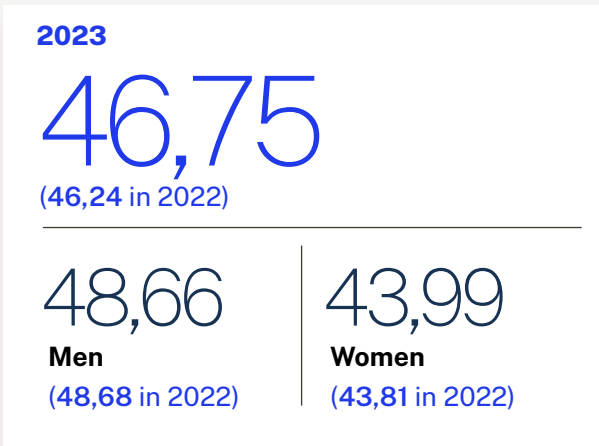 2023
46,75
(46,24 in 2022)
48,66
Men
(48,68 in 2022)
43,99
Women
(43,81 in 2022)